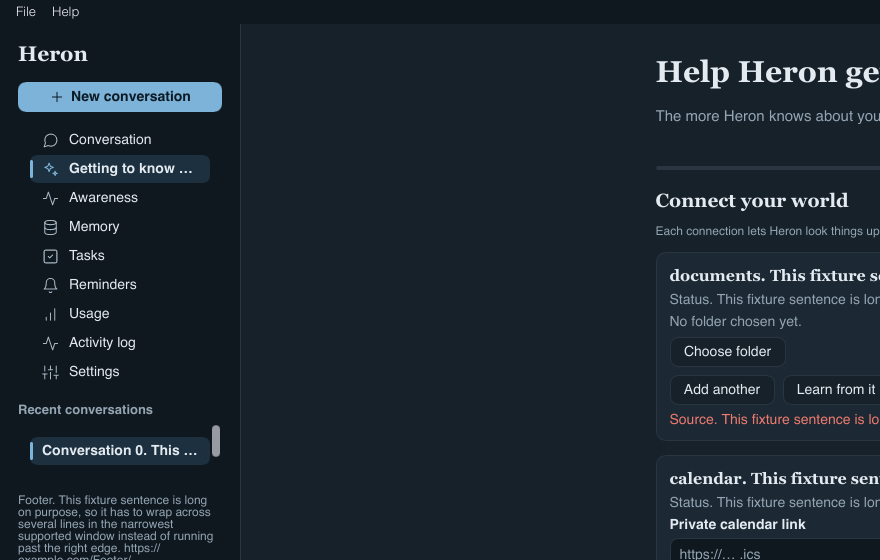 File Help
Heron
New conversation
Conversation
Getting to know …
Awareness
Memory
Tasks
Reminders
Usage
Activity log
Settings
Recent conversations
Conversation 0. This …
Footer. This fixture sentence is long
on purpose, so it has to wrap across
several lines in the narrowest
supported window instead of running
past the right edge. https://
example.com/Footer/
Help Heron ge
The more Heron knows about you
Connect your world
Each connection lets Heron look things up
documents. This fixture s
Status. This fixture sentence is lon
No folder chosen yet.
Choose folder
Add another Learn from it
Source. This fixture sentence is lo
calendar. This fixture sen
Status. This fixture sentence is lon
Private calendar link
https://… .ics